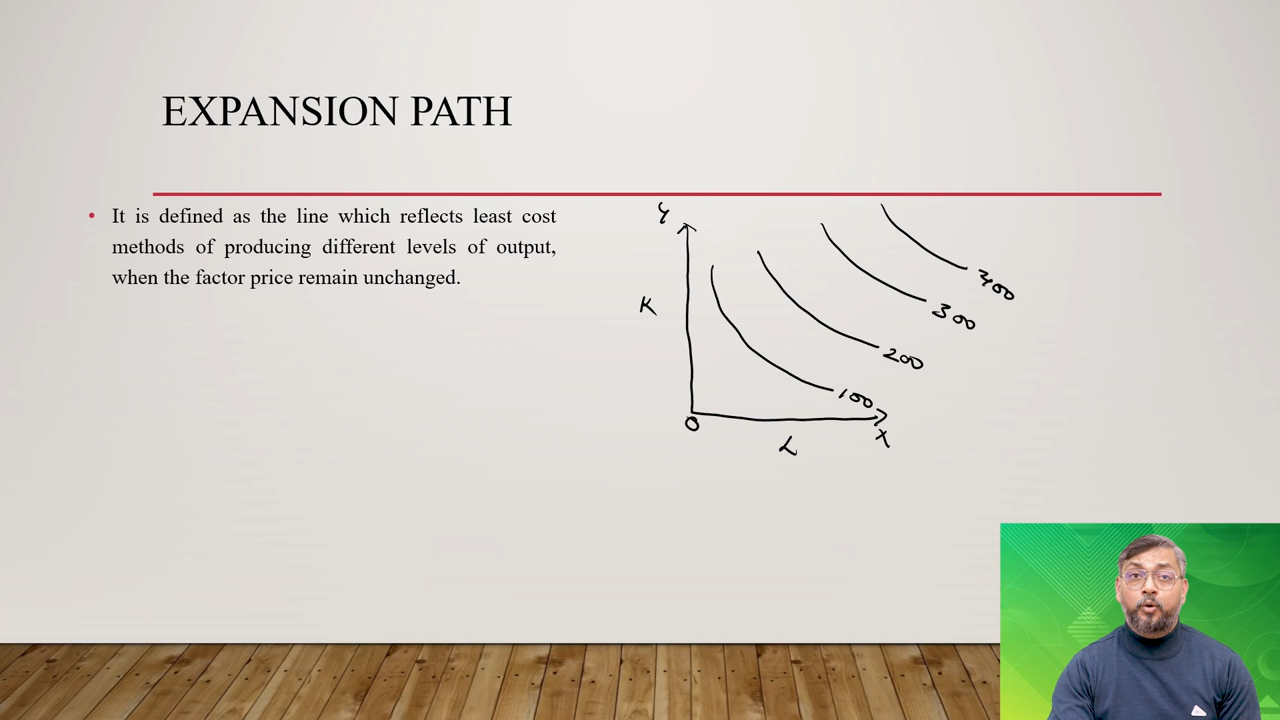 EXPANSION PATH
• It is defined as the line which reflects least cost
methods of producing different levels of output,
when the factor price remain unchanged.
Y
K
400
300
200
100
O
X
L